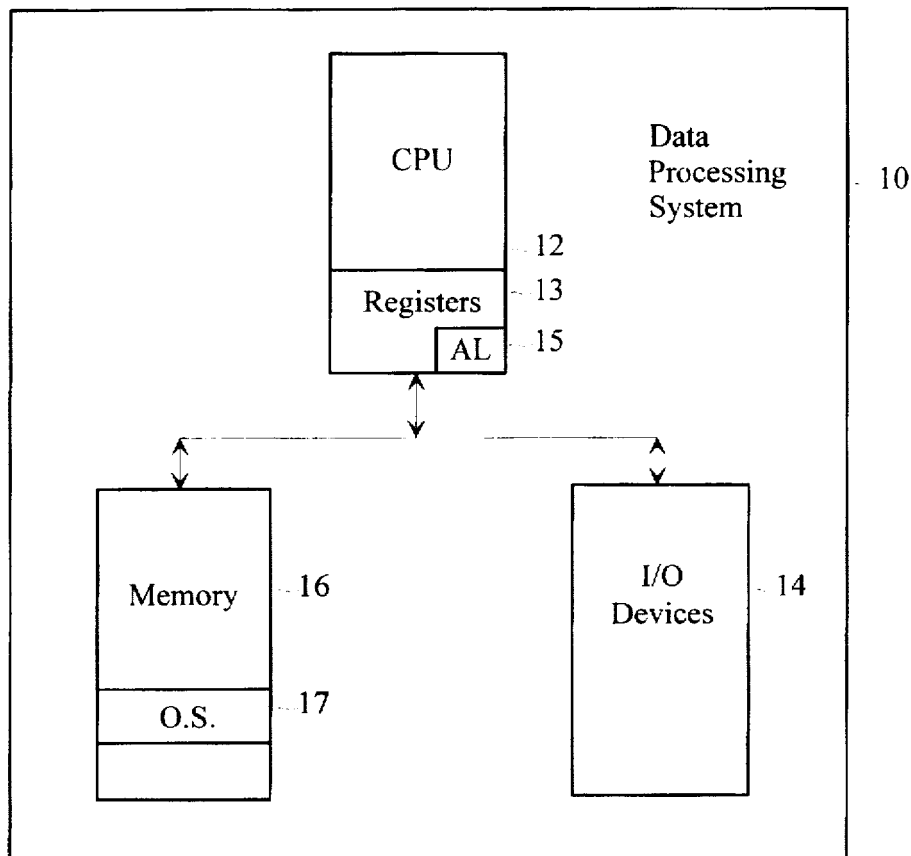 CPU
Data
Processing
System
10
12
Registers
13
AL
15
Memory
16
I/O
Devices
14
O.S.
17